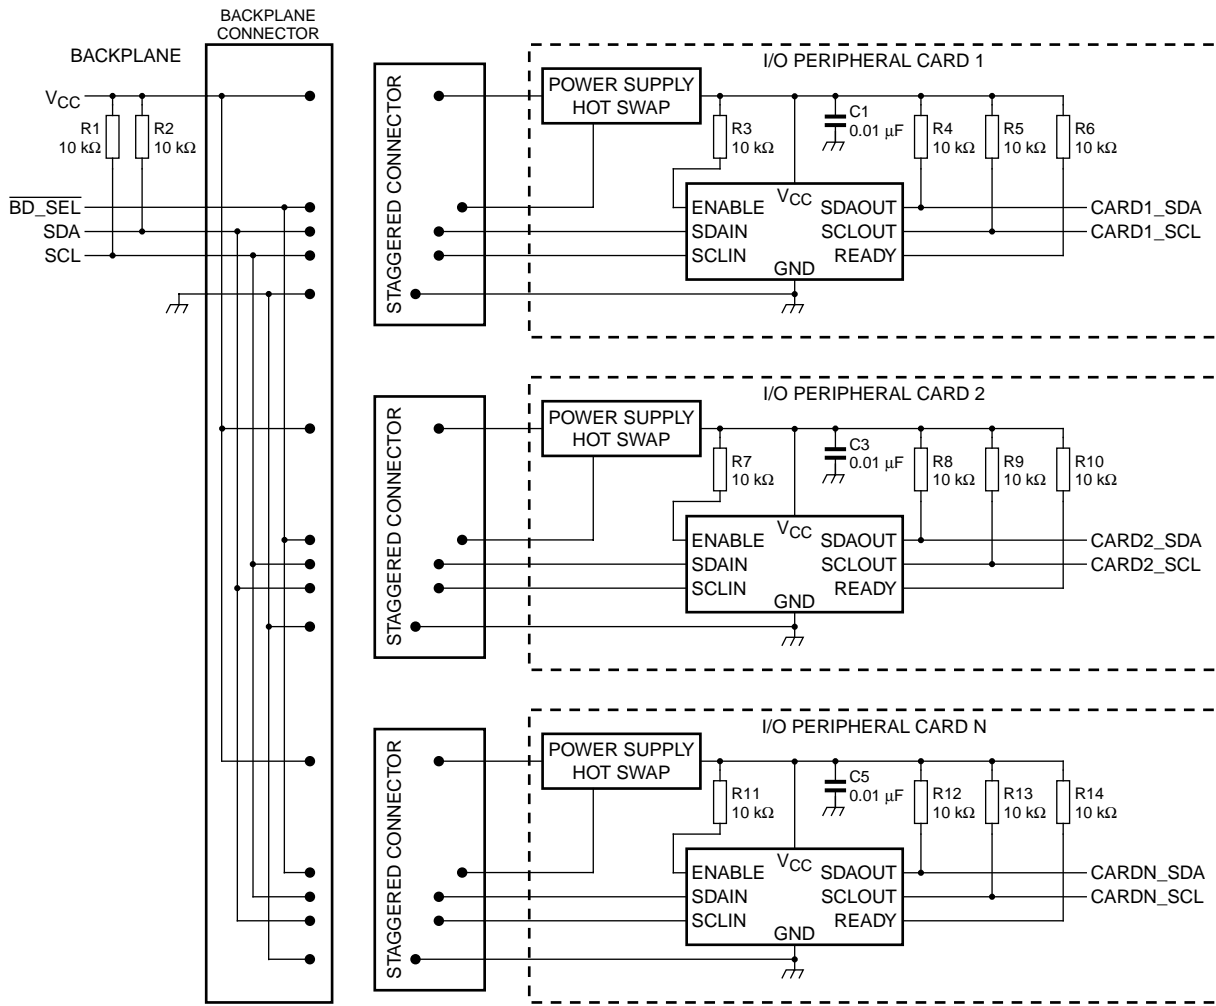 BACKPLANE
CONNECTOR
BACKPLANE
VCC
R1
10 kΩ
R2
10 kΩ
BD_SEL
SDA
SCL
STAGGERED CONNECTOR
I/O PERIPHERAL CARD 1
POWER SUPPLY
HOT SWAP
R3
10 kΩ
C1
0.01 μF
R4
10 kΩ
R5
10 kΩ
R6
10 kΩ
VCC
ENABLE
SDAIN
SCLIN
SDAOUT
SCLOUT
READY
GND
CARD1_SDA
CARD1_SCL
STAGGERED CONNECTOR
I/O PERIPHERAL CARD 2
POWER SUPPLY
HOT SWAP
R7
10 kΩ
C3
0.01 μF
R8
10 kΩ
R9
10 kΩ
R10
10 kΩ
VCC
ENABLE
SDAIN
SCLIN
SDAOUT
SCLOUT
READY
GND
CARD2_SDA
CARD2_SCL
STAGGERED CONNECTOR
I/O PERIPHERAL CARD N
POWER SUPPLY
HOT SWAP
R11
10 kΩ
C5
0.01 μF
R12
10 kΩ
R13
10 kΩ
R14
10 kΩ
VCC
ENABLE
SDAIN
SCLIN
SDAOUT
SCLOUT
READY
GND
CARDN_SDA
CARDN_SCL